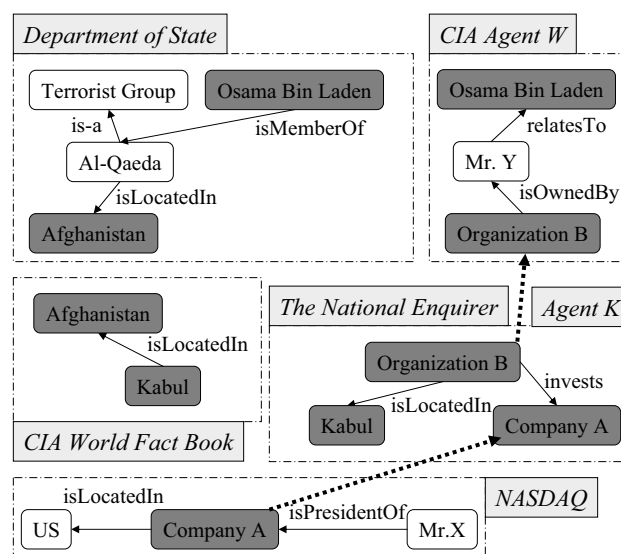 Department of State
CIA Agent W
Terrorist Group
Osama Bin Laden
is-a
isMemberOf
Al-Qaeda
isLocatedIn
Afghanistan
Osama Bin Laden
relatesTo
Mr. Y
isOwnedBy
Organization B
Afghanistan
isLocatedIn
Kabul
CIA World Fact Book
The National Enquirer
Agent K
Organization B
isLocatedIn
invests
Kabul
Company A
NASDAQ
isLocatedIn
isPresidentOf
US
Company A
Mr.X